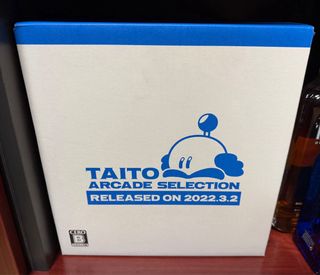 TAITO
ARCADE SELECTION
RELEASED ON 2022.3.2
CERO
B